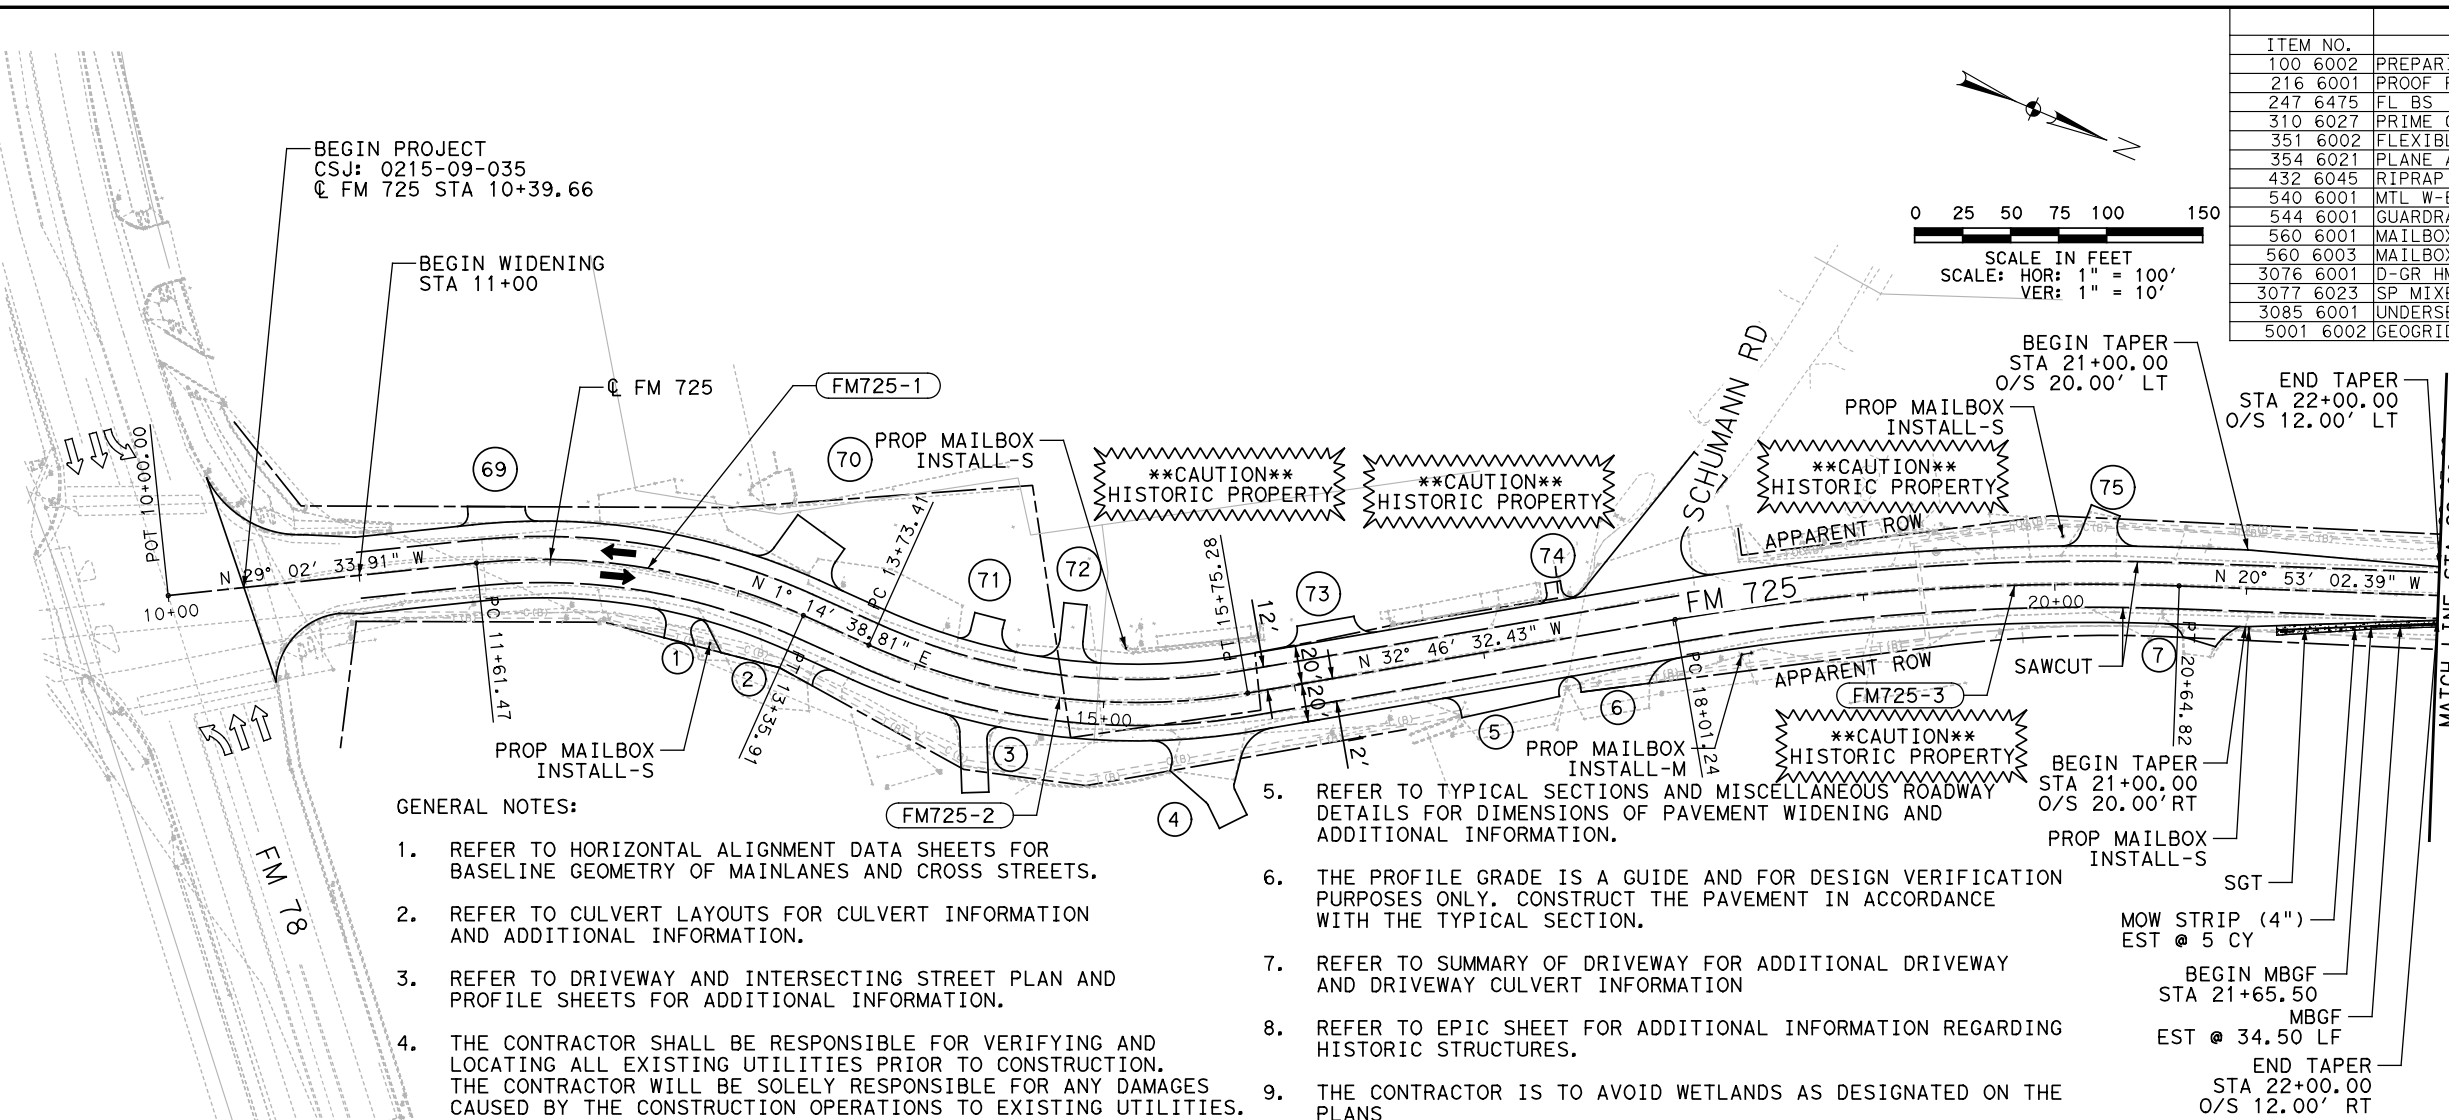 ITEM NO.
100 6002 PREPAR
216 6001 PROOF
247 6475 FL BS
310 6027 PRIME
351 6002 FLEXIBL
354 6021 PLANE
432 6045 RIPRAP
540 6001 MTL
544 6001 GUARDRA
560 6001 MAILBOX
560 6003 MAILBOX
3076 6001 D-GR
3077 6023 SP MIX
3085 6001 UNDERSE
5001 6002 GEOGRID
N
0 25 50 75 100 150
SCALE IN FEET
SCALE: HOR: 1" = 100'
VER: 1" = 10'
BEGIN PROJECT
CSJ: 0215-09-035
℄ FM 725 STA 10+39.66
BEGIN WIDENING
STA 11+00
℄ FM 725
FM725-1
69
70
PROP MAILBOX
INSTALL-S
**CAUTION**
HISTORIC PROPERTY
**CAUTION**
HISTORIC PROPERTY
SCHUMANN RD
**CAUTION**
HISTORIC PROPERTY
PROP MAILBOX
INSTALL-S
BEGIN TAPER
STA 21+00.00
O/S 20.00' LT
END TAPER
STA 22+00.00
O/S 12.00' LT
75
POT 10+00.00
10+00
N 29° 02' 33.91" W
PC 11+61.47
N 1° 14' 38.81" E
PT 13+35.91
PC 13+73.41
71
72
73
74
PT 15+75.28
15+00
12'
20'
20'
12'
N 32° 46' 32.43" W
FM 725
APPARENT ROW
APPARENT ROW
PC 18+01.24
20+00
PT 20+64.82
N 20° 53' 02.39" W
SAWCUT
FM725-3
**CAUTION**
HISTORIC PROPERTY
1
2
3
4
5
6
7
PROP MAILBOX
INSTALL-S
FM725-2
PROP MAILBOX
INSTALL-M
BEGIN TAPER
STA 21+00.00
O/S 20.00'RT
PROP MAILBOX
INSTALL-S
SGT
MOW STRIP (4")
EST @ 5 CY
BEGIN MBGF
STA 21+65.50
MBGF
EST @ 34.50 LF
END TAPER
STA 22+00.00
O/S 12.00' RT
MATCH LINE STA
FM 78
GENERAL NOTES:
1. REFER TO HORIZONTAL ALIGNMENT DATA SHEETS FOR
BASELINE GEOMETRY OF MAINLANES AND CROSS STREETS.
2. REFER TO CULVERT LAYOUTS FOR CULVERT INFORMATION
AND ADDITIONAL INFORMATION.
3. REFER TO DRIVEWAY AND INTERSECTING STREET PLAN AND
PROFILE SHEETS FOR ADDITIONAL INFORMATION.
4. THE CONTRACTOR SHALL BE RESPONSIBLE FOR VERIFYING AND
LOCATING ALL EXISTING UTILITIES PRIOR TO CONSTRUCTION.
THE CONTRACTOR WILL BE SOLELY RESPONSIBLE FOR ANY DAMAGES
CAUSED BY THE CONSTRUCTION OPERATIONS TO EXISTING UTILITIES.
5. REFER TO TYPICAL SECTIONS AND MISCELLANEOUS ROADWAY
DETAILS FOR DIMENSIONS OF PAVEMENT WIDENING AND
ADDITIONAL INFORMATION.
6. THE PROFILE GRADE IS A GUIDE AND FOR DESIGN VERIFICATION
PURPOSES ONLY. CONSTRUCT THE PAVEMENT IN ACCORDANCE
WITH THE TYPICAL SECTION.
7. REFER TO SUMMARY OF DRIVEWAY FOR ADDITIONAL DRIVEWAY
AND DRIVEWAY CULVERT INFORMATION
8. REFER TO EPIC SHEET FOR ADDITIONAL INFORMATION REGARDING
HISTORIC STRUCTURES.
9. THE CONTRACTOR IS TO AVOID WETLANDS AS DESIGNATED ON THE
PLANS